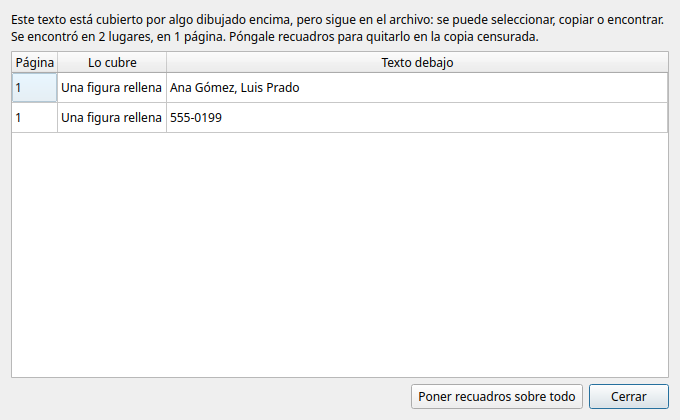 Este texto está cubierto por algo dibujado encima, pero sigue en el archivo: se puede seleccionar, copiar o encontrar.
Se encontró en 2 lugares, en 1 página. Póngale recuadros para quitarlo en la copia censurada.
Página Lo cubre Texto debajo
1 Una figura rellena Ana Gómez, Luis Prado
1 Una figura rellena 555-0199
Poner recuadros sobre todo Cerrar